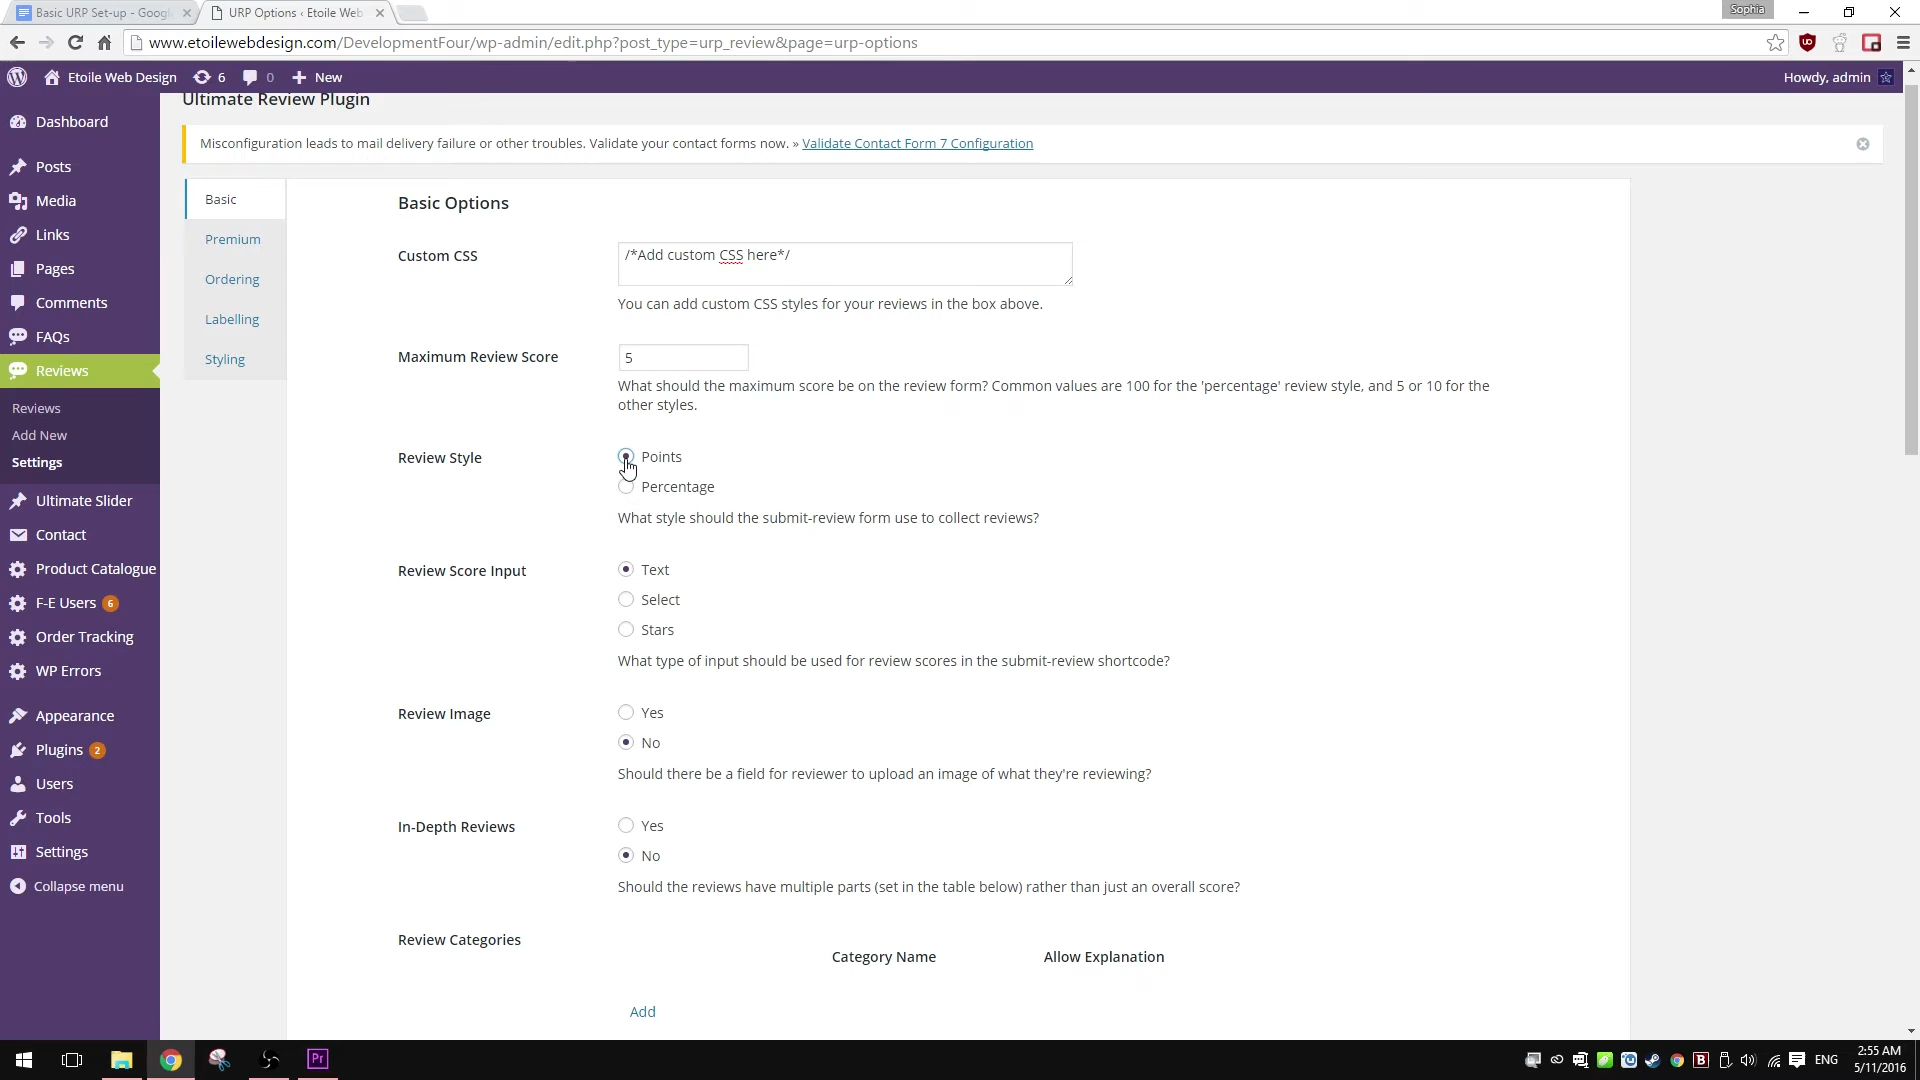 Basic URP Set-up - Googl
URP Options ‹ Etoile Web
Sophia
www.etoilewebdesign.com/DevelopmentFour/wp-admin/edit.php?post_type=urp_review&page=urp-options
Etoile Web Design 6 0 New Howdy, admin
Ultimate Review Plugin
Misconfiguration leads to mail delivery failure or other troubles. Validate your contact forms now. » Validate Contact Form 7 Configuration
Dashboard
Posts
Media
Links
Pages
Comments
FAQs
Reviews
Reviews
Add New
Settings
Ultimate Slider
Contact
Product Catalogue
F-E Users 6
Order Tracking
WP Errors
Appearance
Plugins 2
Users
Tools
Settings
Collapse menu
Basic
Premium
Ordering
Labelling
Styling
Basic Options
Custom CSS
/*Add custom CSS here*/
You can add custom CSS styles for your reviews in the box above.
Maximum Review Score
5
What should the maximum score be on the review form? Common values are 100 for the 'percentage' review style, and 5 or 10 for the
other styles.
Review Style
Points
Percentage
What style should the submit-review form use to collect reviews?
Review Score Input
Text
Select
Stars
What type of input should be used for review scores in the submit-review shortcode?
Review Image
Yes
No
Should there be a field for reviewer to upload an image of what they're reviewing?
In-Depth Reviews
Yes
No
Should the reviews have multiple parts (set in the table below) rather than just an overall score?
Review Categories
Category Name Allow Explanation
Add
Pr
B
ENG
2:55 AM
5/11/2016